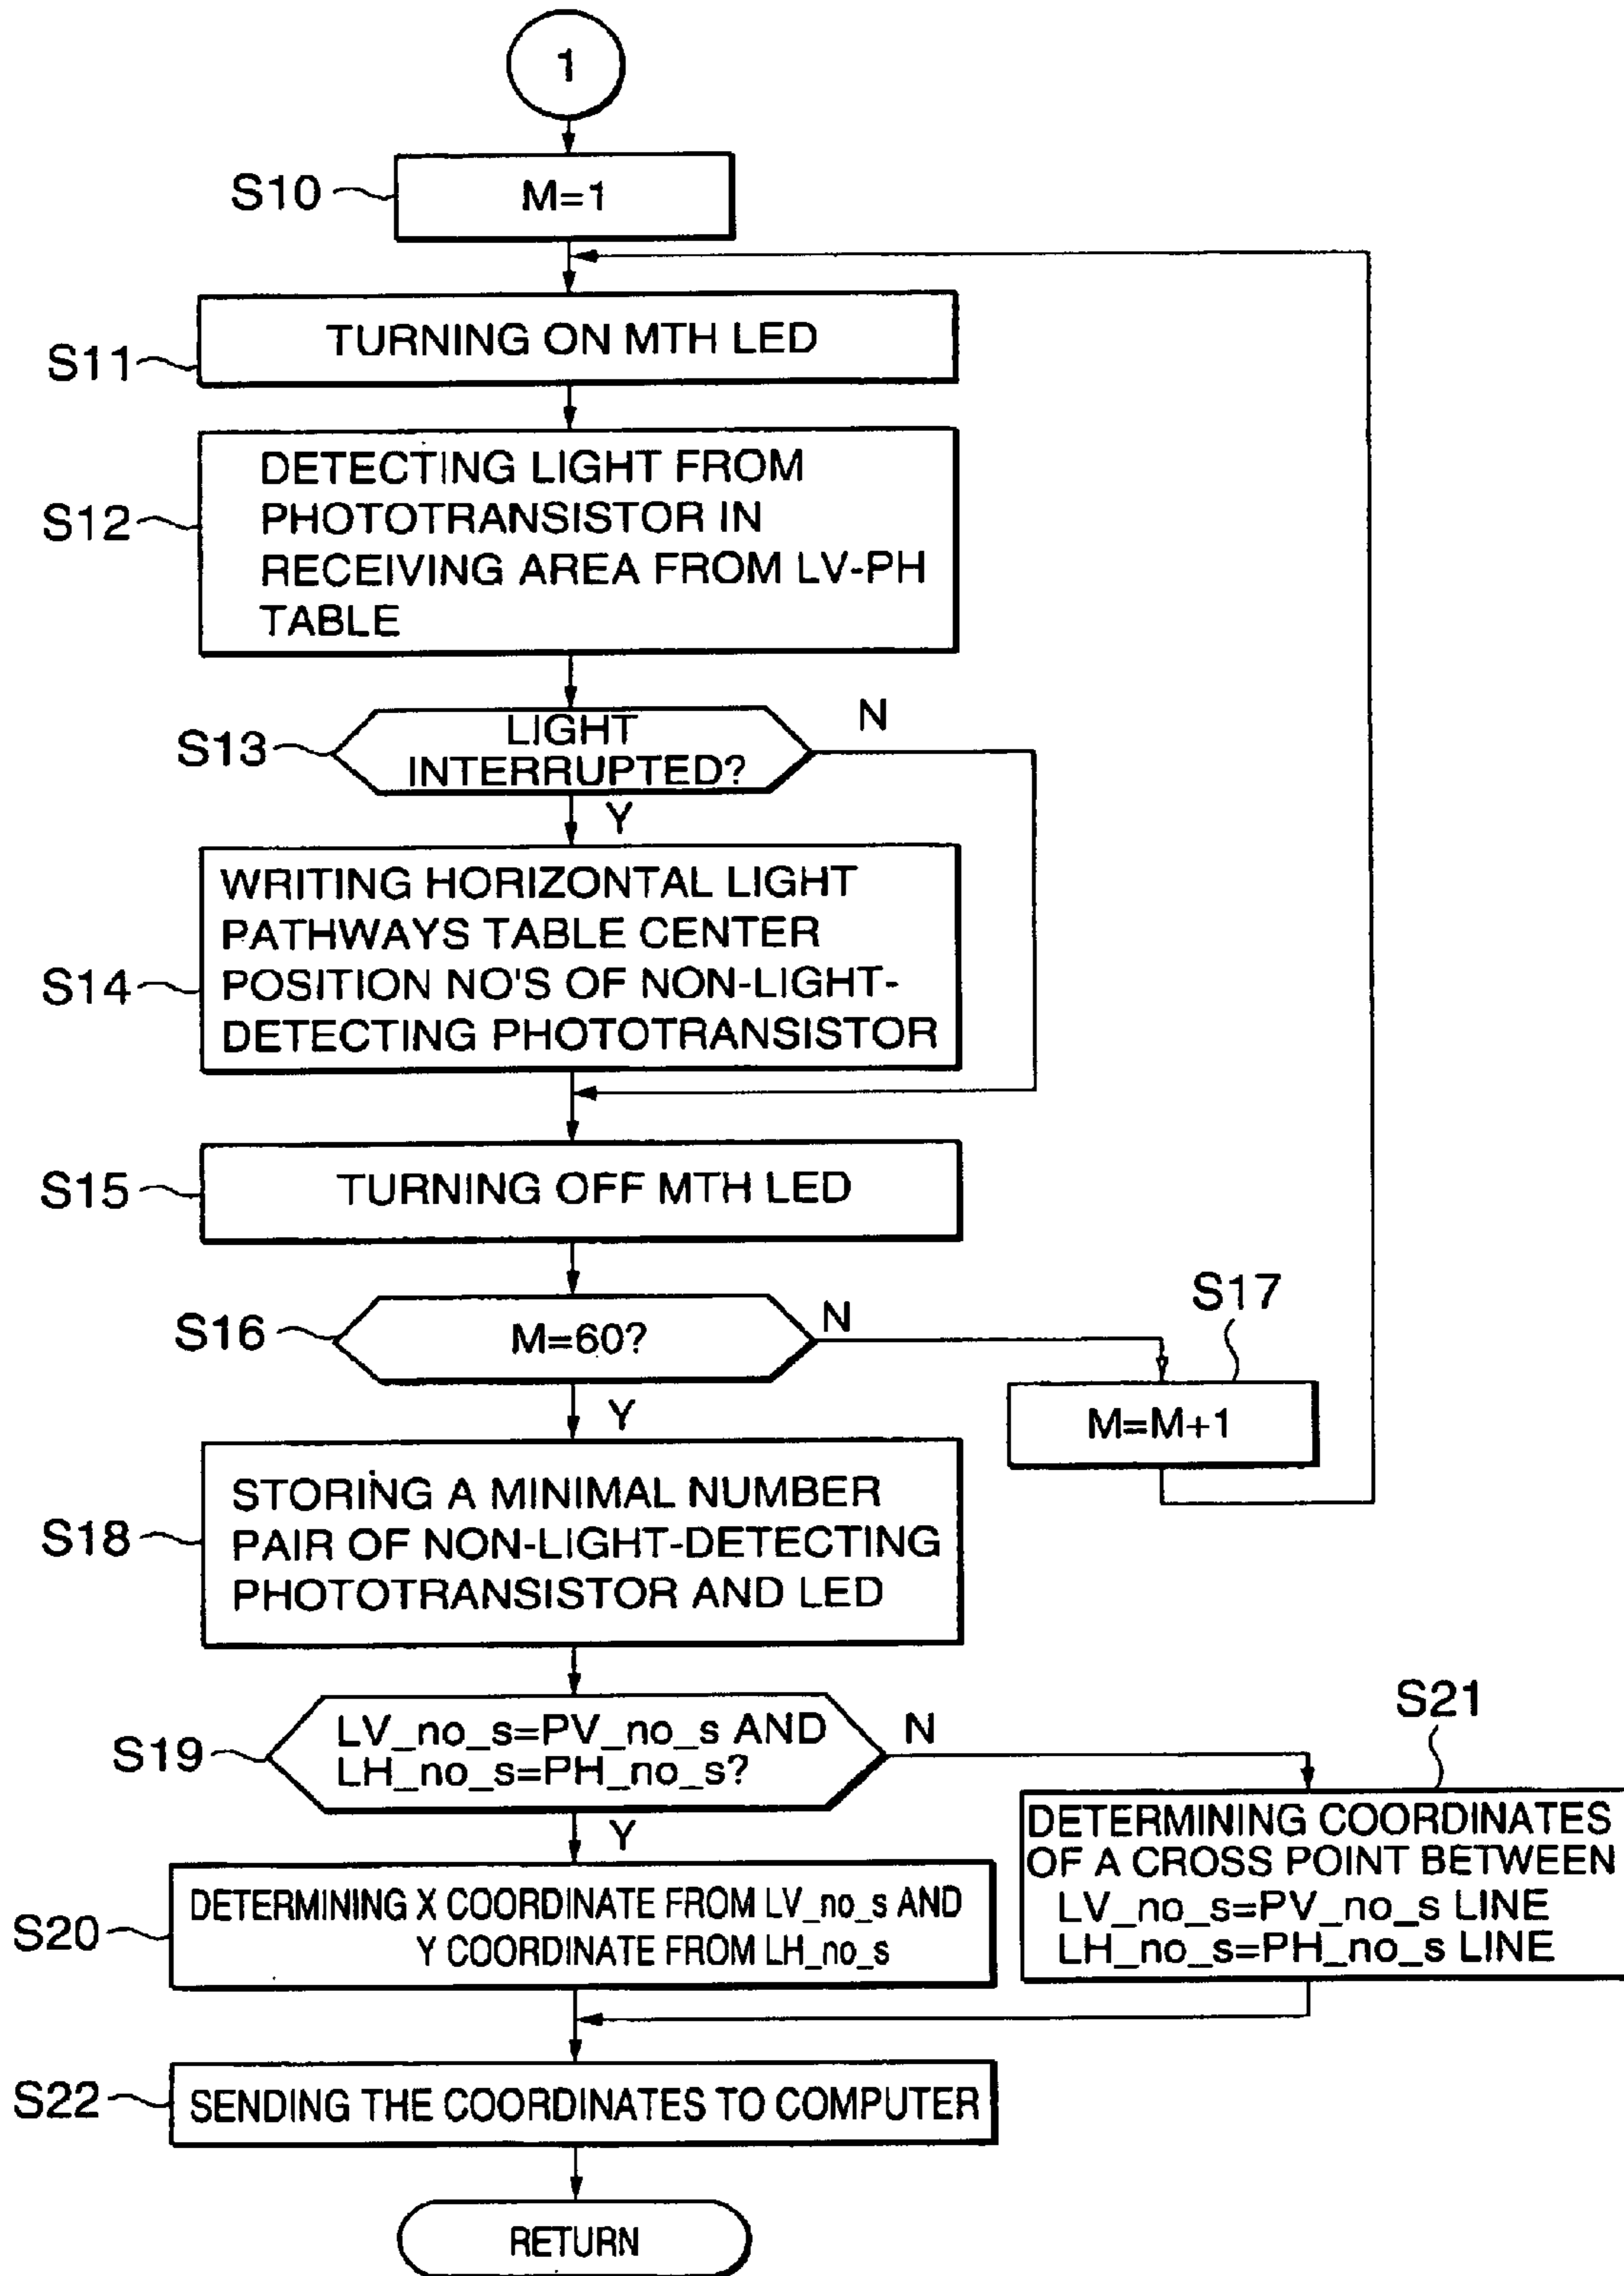 1
S10
M=1
S11
TURNING ON MTH LED
S12
DETECTING LIGHT FROM
PHOTOTRANSISTOR IN
RECEIVING AREA FROM LV-PH
TABLE
S13
LIGHT
INTERRUPTED?
N
Y
S14
WRITING HORIZONTAL LIGHT
PATHWAYS TABLE CENTER
POSITION NO'S OF NON-LIGHT-
DETECTING PHOTOTRANSISTOR
S15
TURNING OFF MTH LED
S16
M=60?
N
Y
S17
M=M+1
S18
STORING A MINIMAL NUMBER
PAIR OF NON-LIGHT-DETECTING
PHOTOTRANSISTOR AND LED
S19
LV_no_s=PV_no_s AND
LH_no_s=PH_no_s?
N
Y
S21
DETERMINING COORDINATES
OF A CROSS POINT BETWEEN
LV_no_s=PV_no_s LINE
LH_no_s=PH_no_s LINE
S20
DETERMINING X COORDINATE FROM LV_no_s AND
Y COORDINATE FROM LH_no_s
S22
SENDING THE COORDINATES TO COMPUTER
RETURN